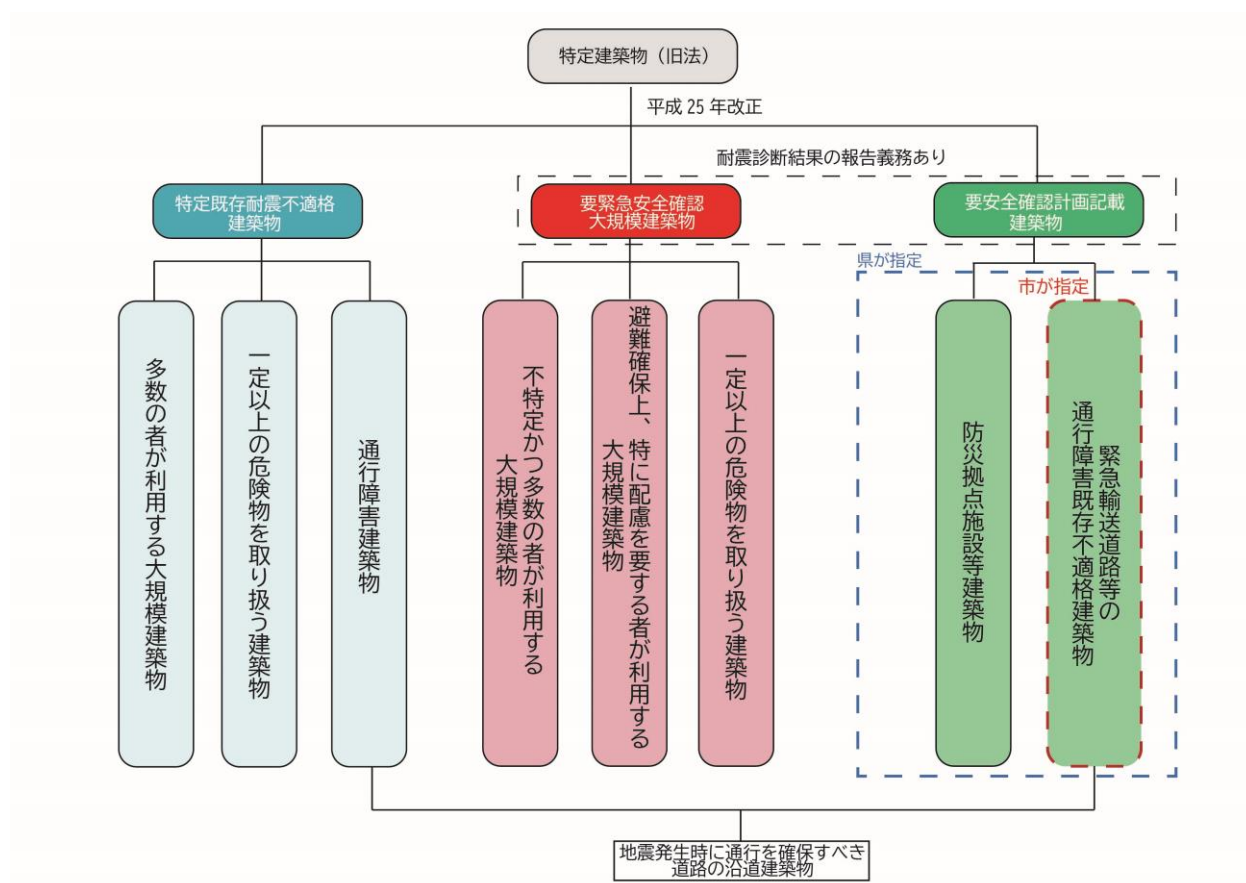 特定建築物（旧法）
平成 25 年改正
耐震診断結果の報告義務あり
特定既存耐震不適格
建築物
要緊急安全確認
大規模建築物
要安全確認計画記載
建築物
県が指定
市が指定
多数の者が利用する大規模建築物
一定以上の危険物を取り扱う建築物
通行障害建築物
不特定かつ多数の者が利用する
大規模建築物
避難確保上、特に配慮を要する者が利用する
大規模建築物
一定以上の危険物を取り扱う建築物
防災拠点施設等建築物
緊急輸送道路等の
通行障害既存不適格建築物
地震発生時に通行を確保すべき
道路の沿道建築物